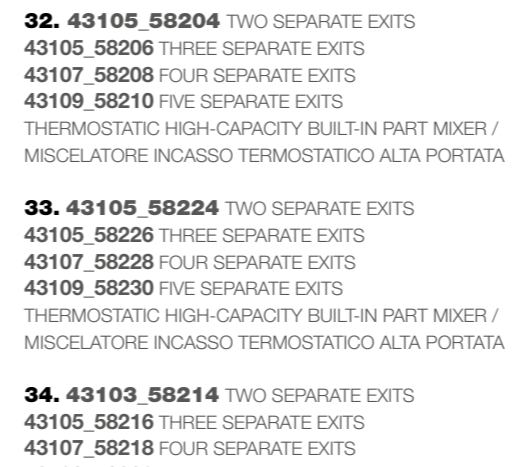 32. 43105_58204 TWO SEPARATE EXITS
43105_58206 THREE SEPARATE EXITS
43107_58208 FOUR SEPARATE EXITS
43109_58210 FIVE SEPARATE EXITS
THERMOSTATIC HIGH-CAPACITY BUILT-IN PART MIXER /
MISCELATORE INCASSO TERMOSTATICO ALTA PORTATA
33. 43105_58224 TWO SEPARATE EXITS
43105_58226 THREE SEPARATE EXITS
43107_58228 FOUR SEPARATE EXITS
43109_58230 FIVE SEPARATE EXITS
THERMOSTATIC HIGH-CAPACITY BUILT-IN PART MIXER /
MISCELATORE INCASSO TERMOSTATICO ALTA PORTATA
34. 43103_58214 TWO SEPARATE EXITS
43105_58216 THREE SEPARATE EXITS
43107_58218 FOUR SEPARATE EXITS